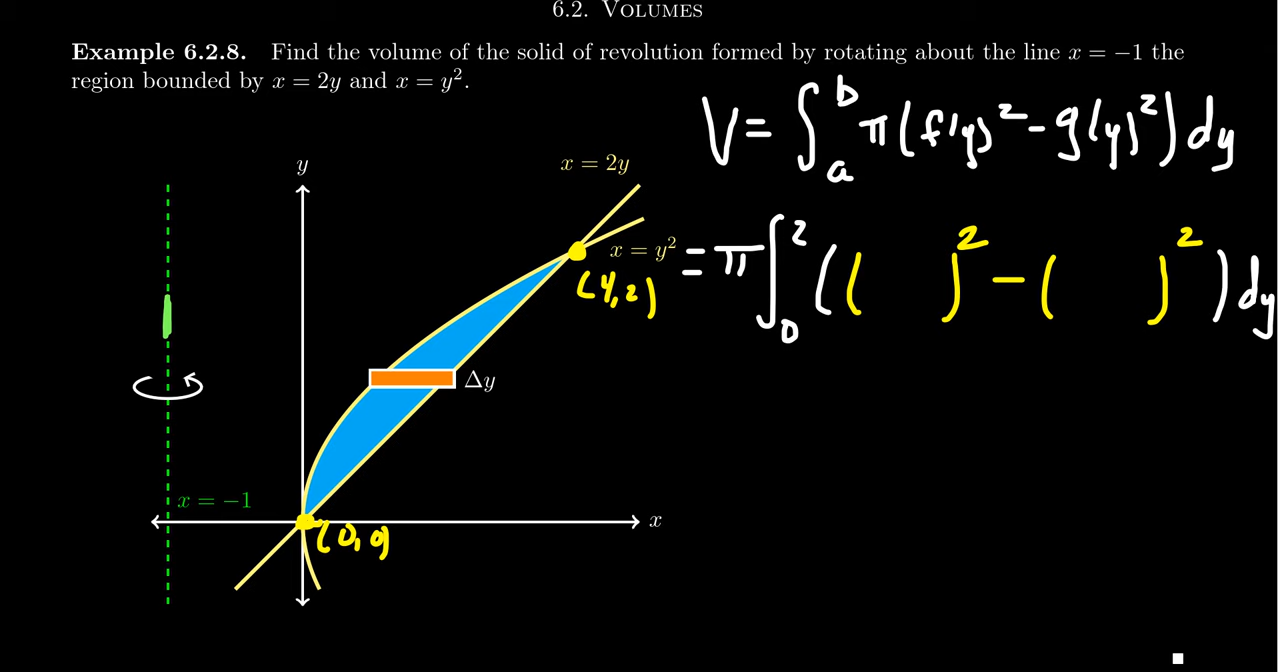 6.2. VOLUMES
Example 6.2.8. Find the volume of the solid of revolution formed by rotating about the line x = −1 the
region bounded by x = 2y and x = y².
V = ∫_a^b π(f(y)² − g(y)²) dy
y
x = 2y
x = y²
= π ∫_0^2 (( )² − ( )²) dy
(4, 2)
Δy
x = −1
x
(0, 0)